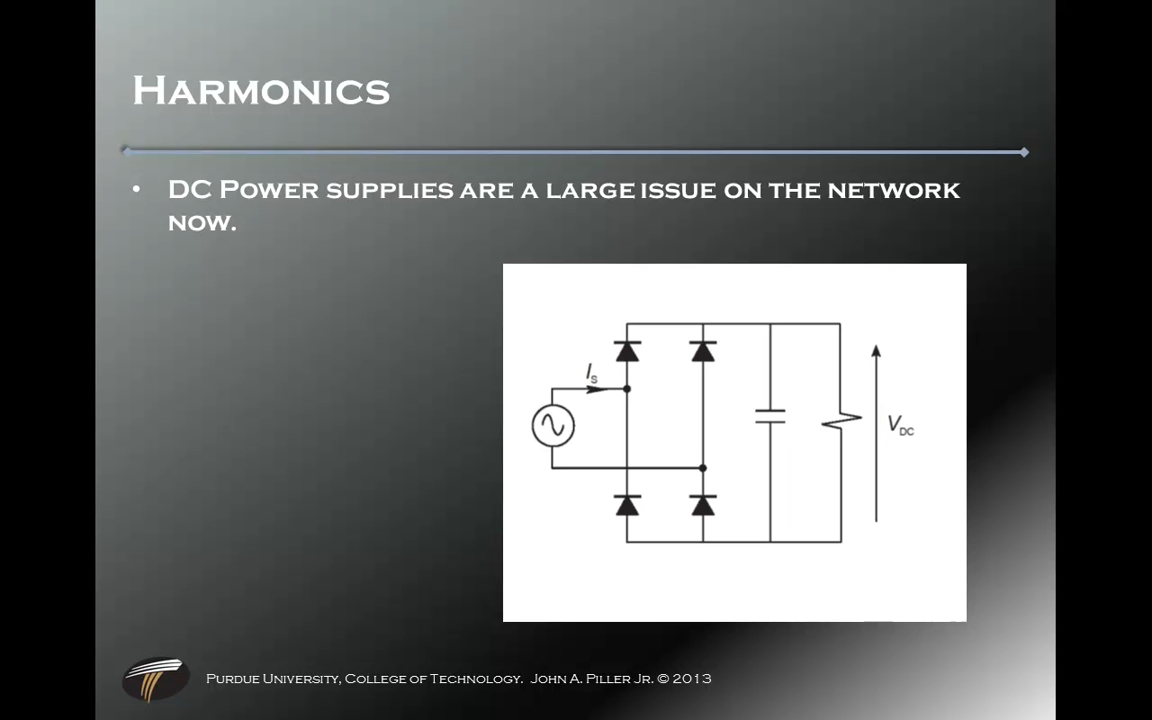 Harmonics
• DC Power supplies are a large issue on the network
now.
Is
VDC
Purdue University, College of Technology. John A. Piller Jr. © 2013